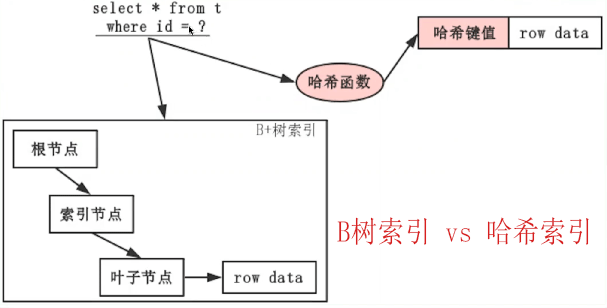 select * from t
where id = ?
哈希键值
row data
哈希函数
B+树索引
根节点
索引节点
叶子节点
row data
B树索引 vs 哈希索引